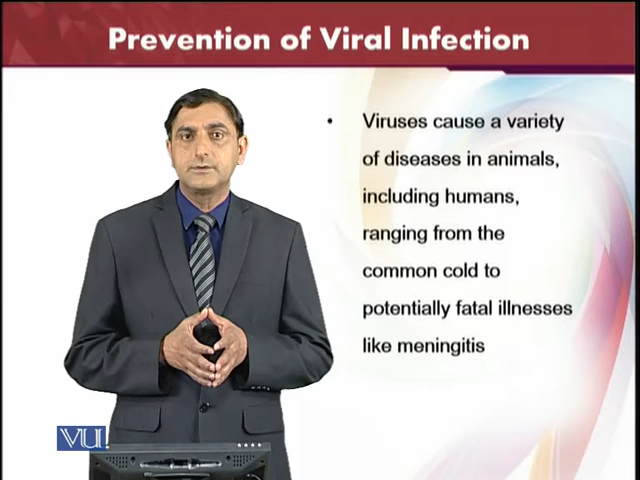 Prevention of Viral Infection
• Viruses cause a variety
of diseases in animals,
including humans,
ranging from the
common cold to
potentially fatal illnesses
like meningitis
VU